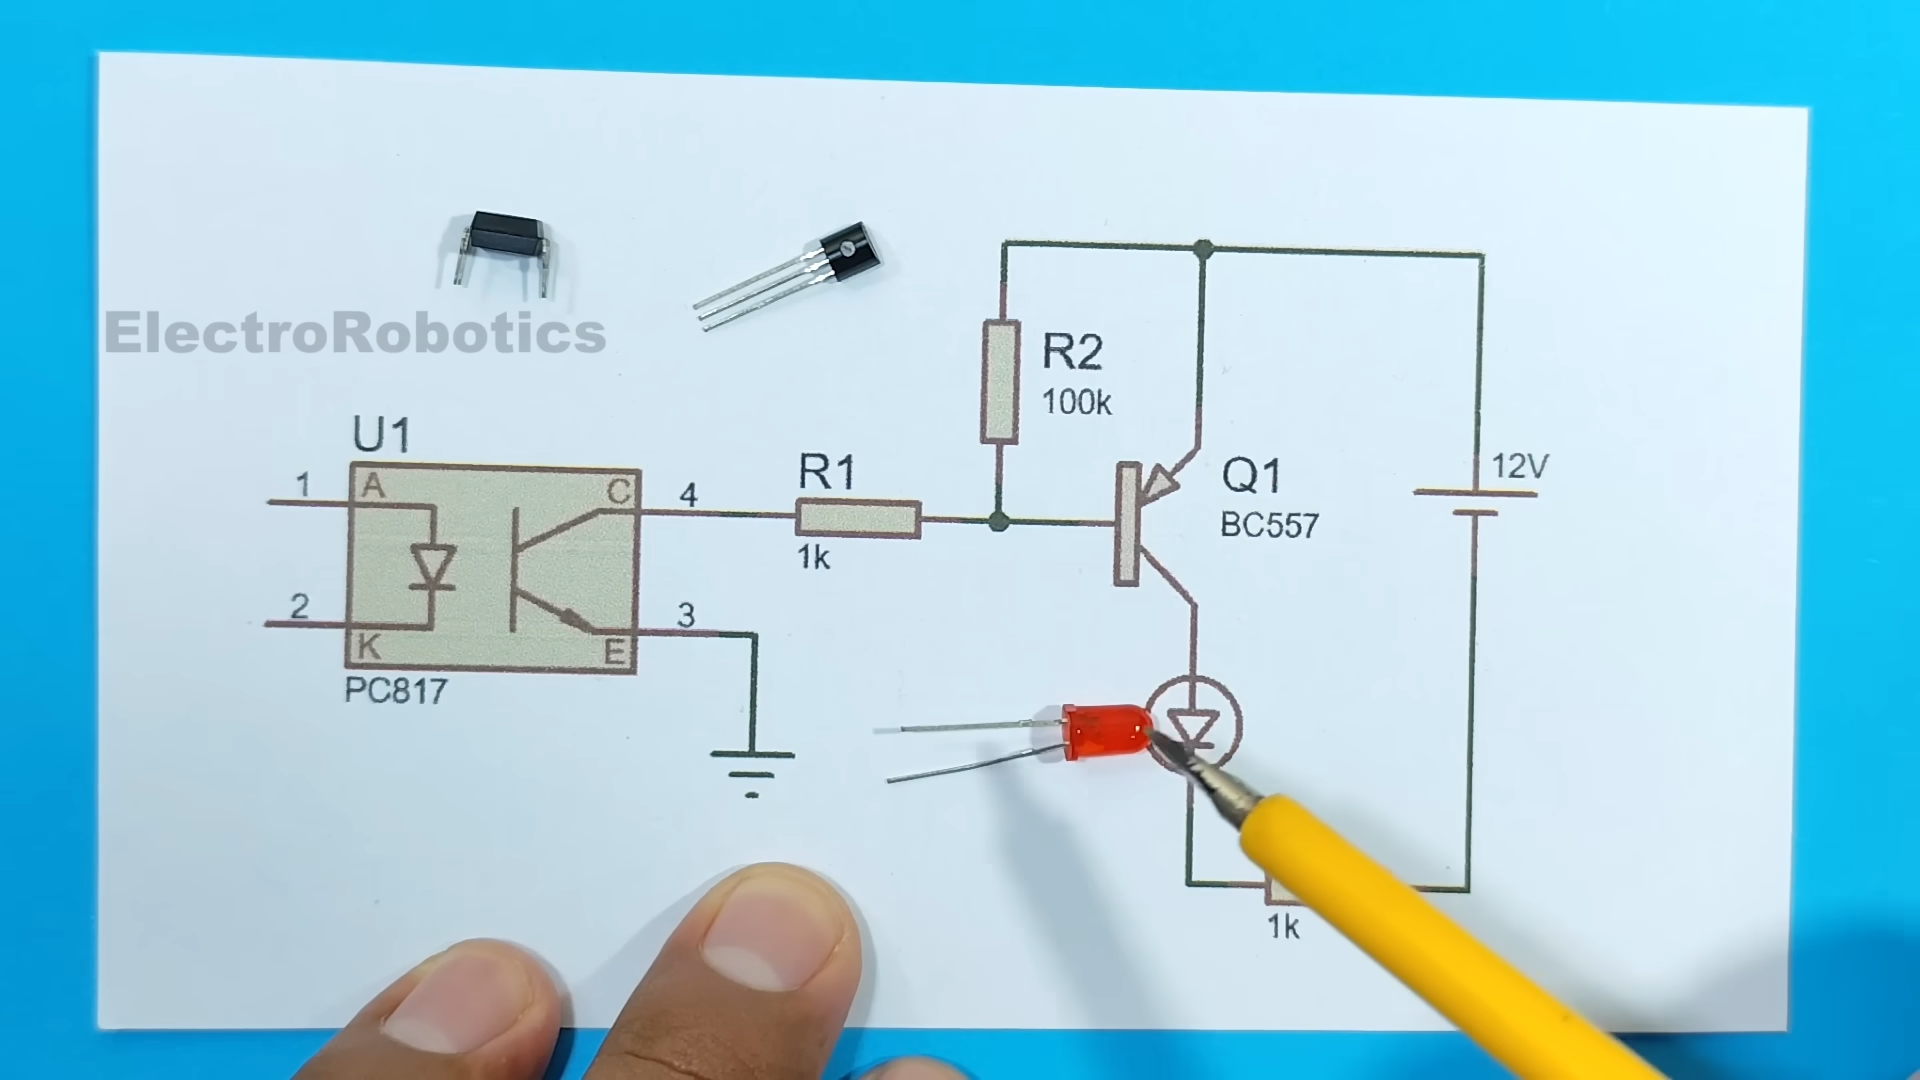 ElectroRobotics
U1
1
A
C
4
2
K
E
3
PC817
R1
1k
R2
100k
Q1
BC557
12V
1k